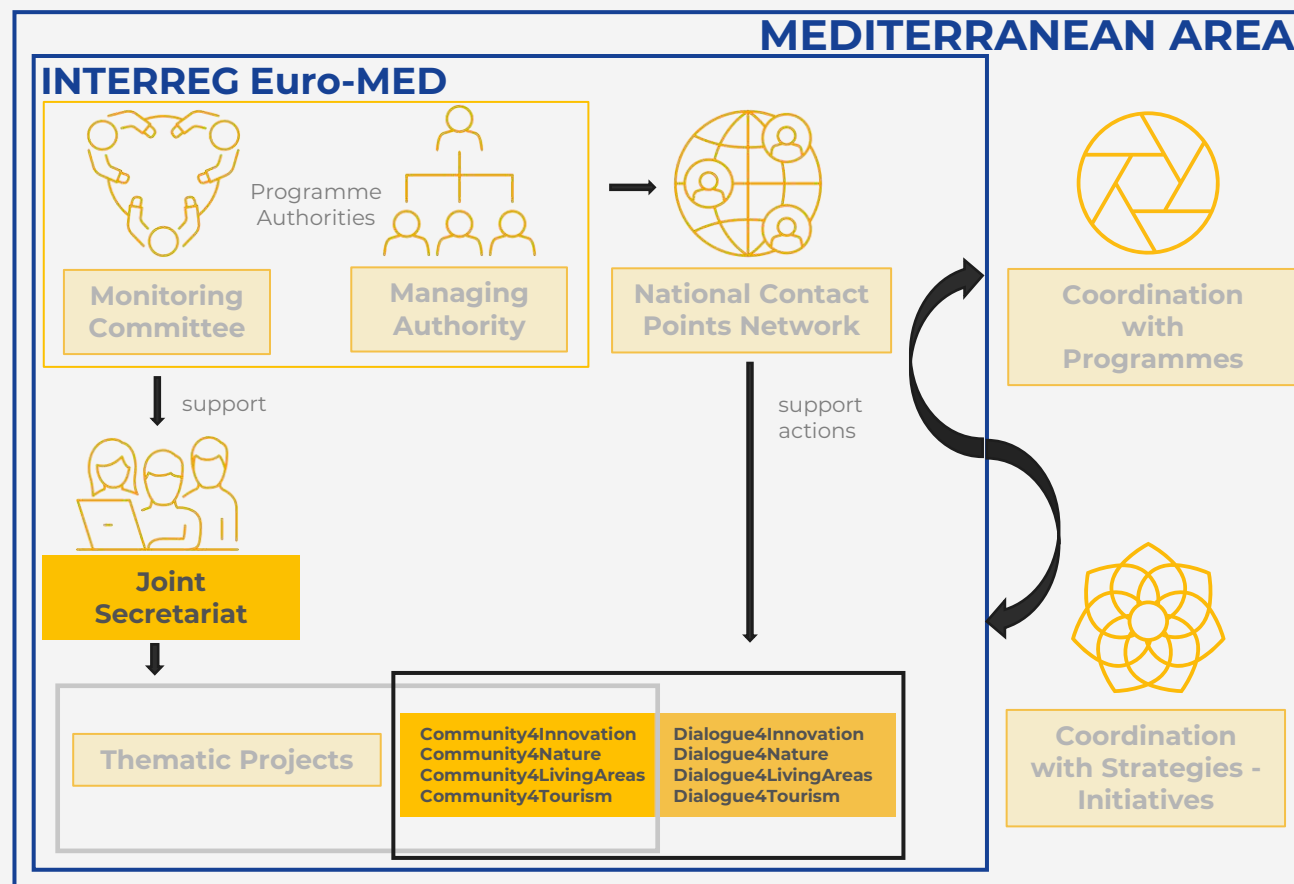 MEDITERRANEAN AREA
INTERREG Euro-MED
Programme
Authorities
Monitoring
Committee
Managing
Authority
National Contact
Points Network
Coordination
with
Programmes
support
support
actions
Joint
Secretariat
Thematic Projects
Community4Innovation
Community4Nature
Community4LivingAreas
Community4Tourism
Dialogue4Innovation
Dialogue4Nature
Dialogue4LivingAreas
Dialogue4Tourism
Coordination
with Strategies -
Initiatives